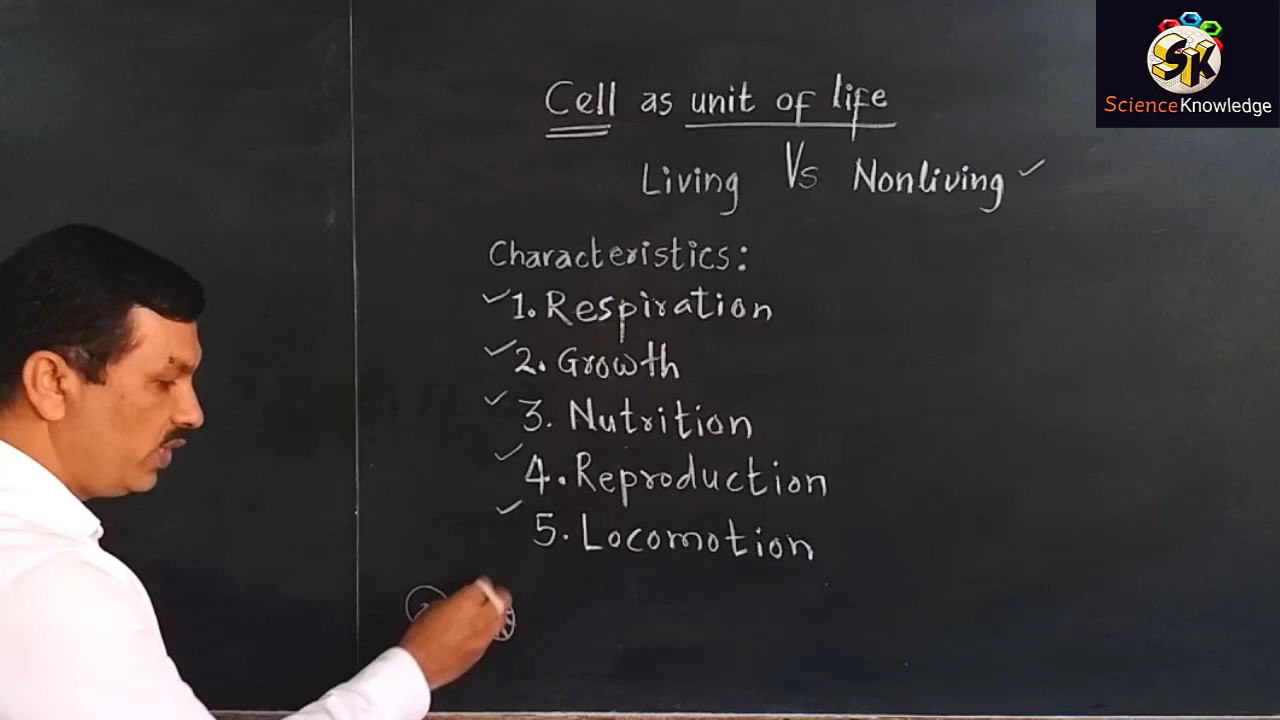 Cell as unit of life
Living Vs Nonliving
Characteristics:
1. Respiration
2. Growth
3. Nutrition
4. Reproduction
5. Locomotion
SK
ScienceKnowledge